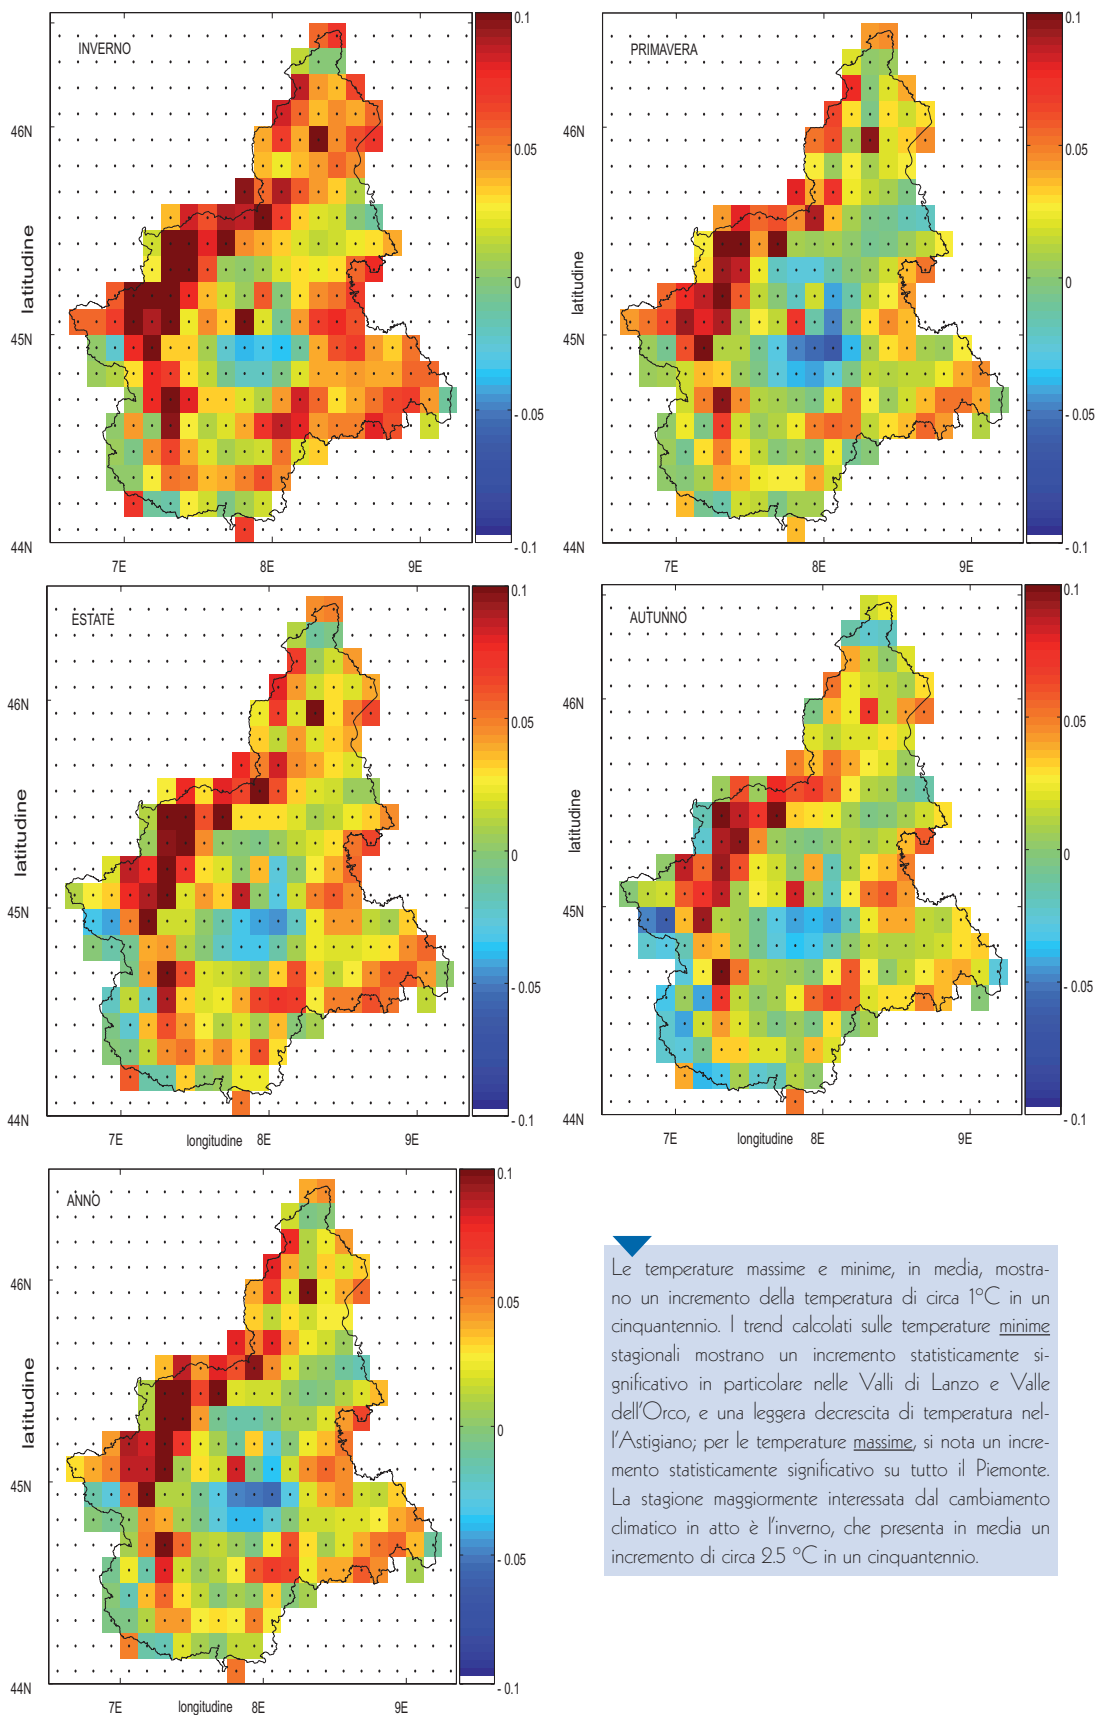 INVERNO
latitudine
46N
45N
44N
7E
8E
9E
0.1
0.05
0
- 0.05
- 0.1
PRIMAVERA
latitudine
46N
45N
44N
7E
8E
9E
0.1
0.05
0
- 0.05
- 0.1
ESTATE
latitudine
46N
45N
44N
7E
longitudine
8E
9E
0.1
0.05
0
- 0.05
- 0.1
AUTUNNO
latitudine
46N
45N
44N
7E
longitudine
8E
9E
0.1
0.05
0
- 0.05
- 0.1
ANNO
latitudine
46N
45N
44N
7E
longitudine
8E
9E
0.1
0.05
0
- 0.05
- 0.1
Le temperature massime e minime, in media, mostra-
no un incremento della temperatura di circa 1°C in un
cinquantennio. I trend calcolati sulle temperature minime
stagionali mostrano un incremento statisticamente si-
gnificativo in particolare nelle Valli di Lanzo e Valle
dell'Orco, e una leggera decrescita di temperatura nel-
l'Astigiano; per le temperature massime, si nota un incre-
mento statisticamente significativo su tutto il Piemonte.
La stagione maggiormente interessata dal cambiamento
climatico in atto è l'inverno, che presenta in media un
incremento di circa 2.5 °C in un cinquantennio.